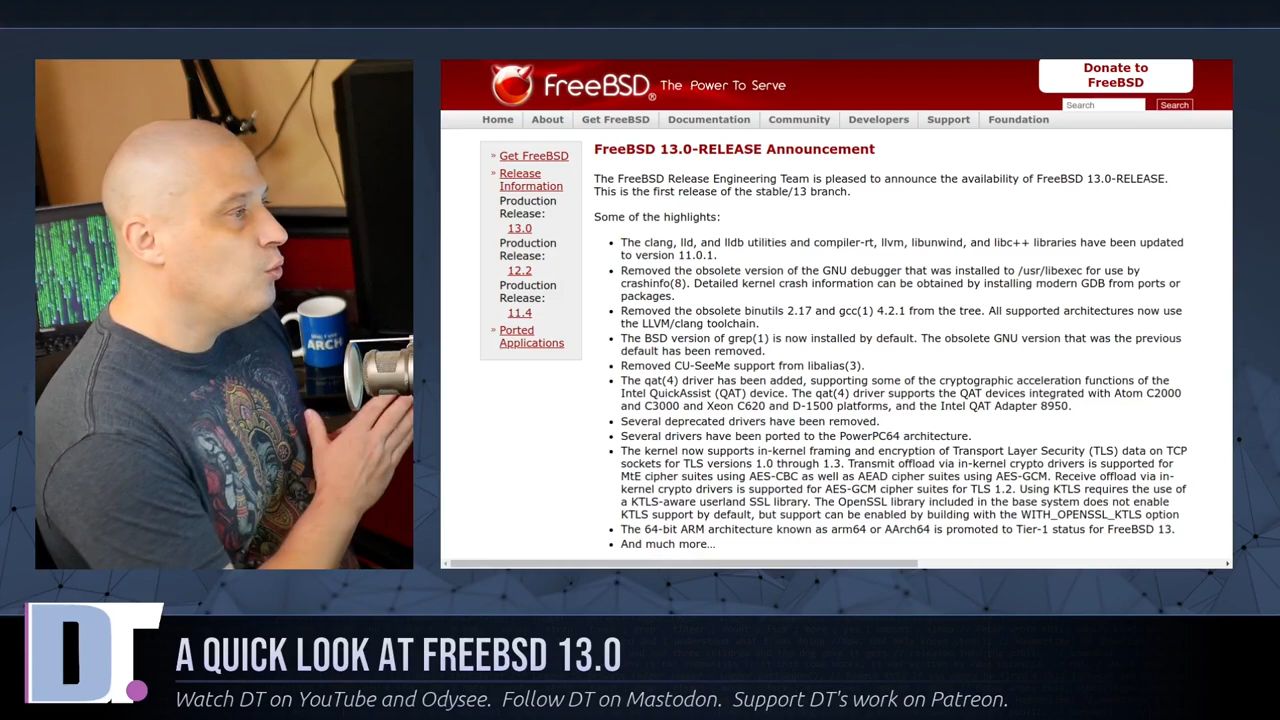 FreeBSD® The Power To Serve
Donate to
FreeBSD
Search
Search
Home
About
Get FreeBSD
Documentation
Community
Developers
Support
Foundation
» Get FreeBSD
» Release
Information
Production
Release:
13.0
Production
Release:
12.2
Production
Release:
11.4
» Ported
Applications
FreeBSD 13.0-RELEASE Announcement
The FreeBSD Release Engineering Team is pleased to announce the availability of FreeBSD 13.0-RELEASE.
This is the first release of the stable/13 branch.
Some of the highlights:
• The clang, lld, and lldb utilities and compiler-rt, llvm, libunwind, and libc++ libraries have been updated
to version 11.0.1.
• Removed the obsolete version of the GNU debugger that was installed to /usr/libexec for use by
crashinfo(8). Detailed kernel crash information can be obtained by installing modern GDB from ports or
packages.
• Removed the obsolete binutils 2.17 and gcc(1) 4.2.1 from the tree. All supported architectures now use
the LLVM/clang toolchain.
• The BSD version of grep(1) is now installed by default. The obsolete GNU version that was the previous
default has been removed.
• Removed CU-SeeMe support from libalias(3).
• The qat(4) driver has been added, supporting some of the cryptographic acceleration functions of the
Intel QuickAssist (QAT) device. The qat(4) driver supports the QAT devices integrated with Atom C2000
and C3000 and Xeon C620 and D-1500 platforms, and the Intel QAT Adapter 8950.
• Several deprecated drivers have been removed.
• Several drivers have been ported to the PowerPC64 architecture.
• The kernel now supports in-kernel framing and encryption of Transport Layer Security (TLS) data on TCP
sockets for TLS versions 1.0 through 1.3. Transmit offload via in-kernel crypto drivers is supported for
MtE cipher suites using AES-CBC as well as AEAD cipher suites using AES-GCM. Receive offload via in-
kernel crypto drivers is supported for AES-GCM cipher suites for TLS 1.2. Using KTLS requires the use of
a KTLS-aware userland SSL library. The OpenSSL library included in the base system does not enable
KTLS support by default, but support can be enabled by building with the WITH_OPENSSL_KTLS option
• The 64-bit ARM architecture known as arm64 or AArch64 is promoted to Tier-1 status for FreeBSD 13.
• And much more…
ARCH
DT.
A QUICK LOOK AT FREEBSD 13.0
Watch DT on YouTube and Odysee. Follow DT on Mastodon. Support DT's work on Patreon.